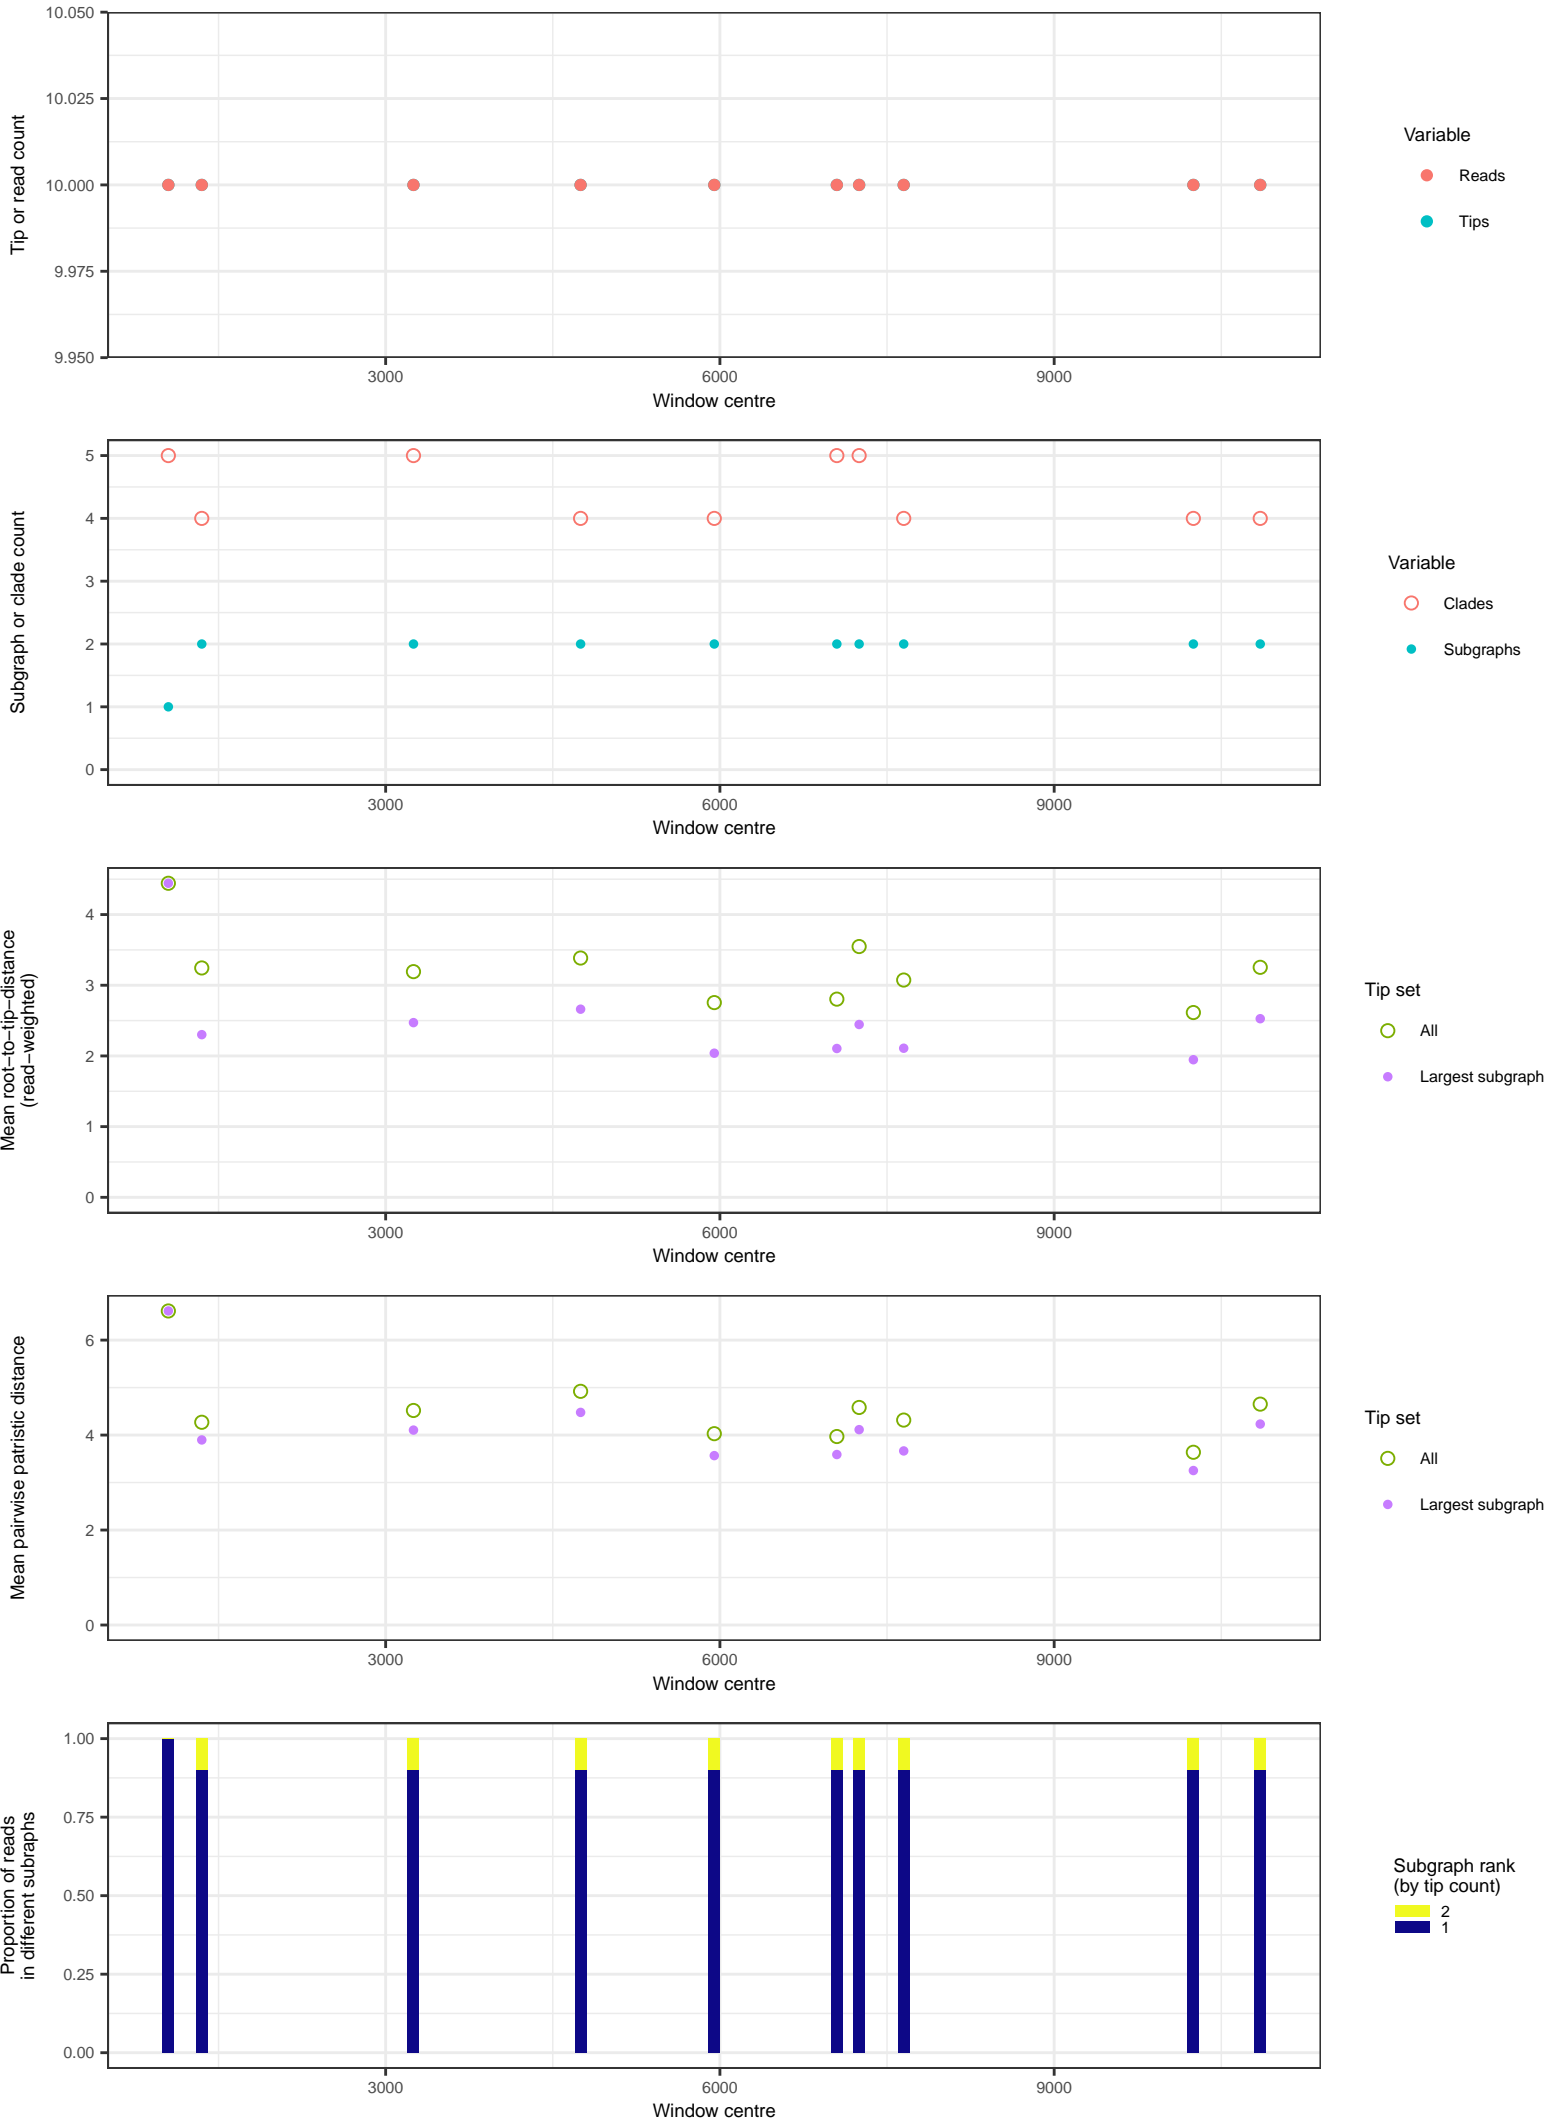 10.050
10.025
10.000
9.975
9.950
Tip or read count
3000
6000
9000
Window centre
Variable
Reads
Tips
5
4
3
2
1
0
Subgraph or clade count
3000
6000
9000
Window centre
Variable
Clades
Subgraphs
4
3
2
1
0
Mean root−to−tip−distance
(read−weighted)
3000
6000
9000
Window centre
Tip set
All
Largest subgraph
6
4
2
0
Mean pairwise patristic distance
3000
6000
9000
Window centre
Tip set
All
Largest subgraph
1.00
0.75
0.50
0.25
0.00
Proportion of reads
in different subraphs
3000
6000
9000
Window centre
Subgraph rank
(by tip count)
2
1